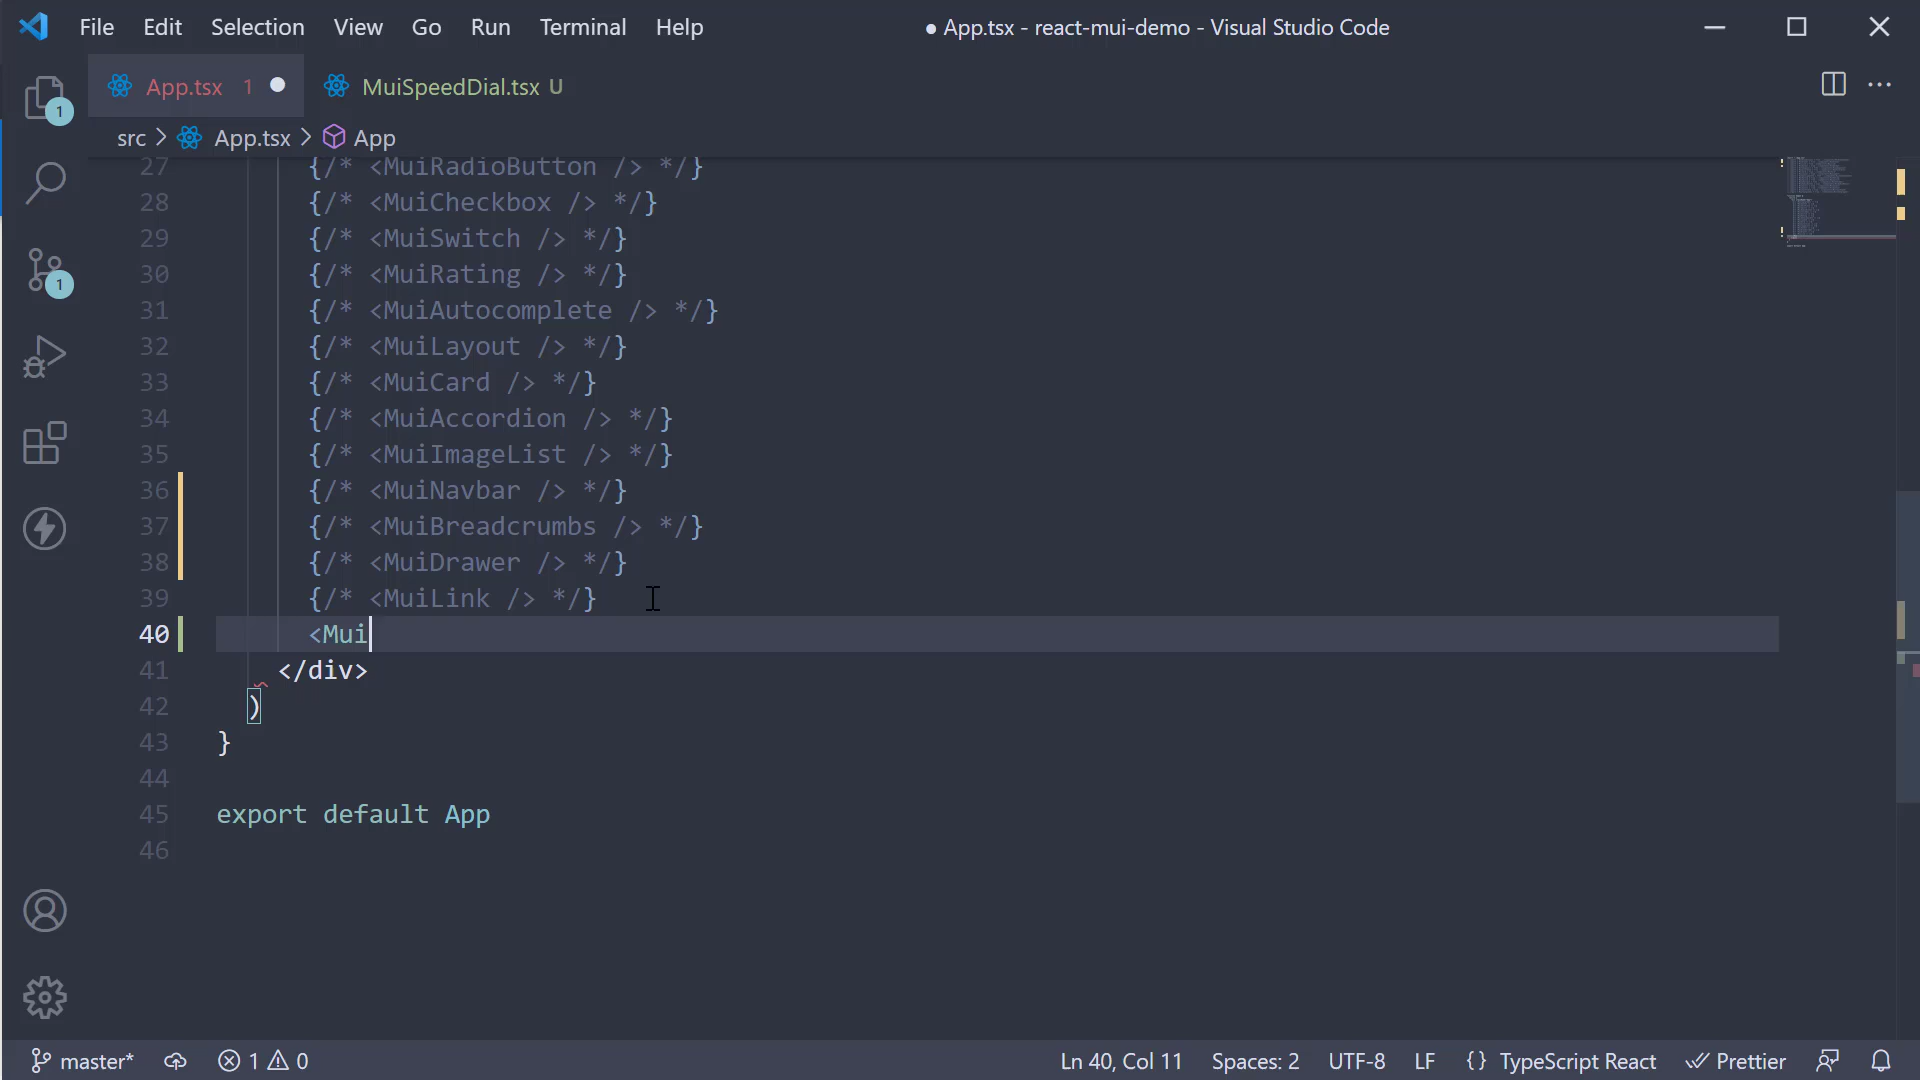 File Edit Selection View Go Run Terminal Help ● App.tsx - react-mui-demo - Visual Studio Code
App.tsx 1 ● MuiSpeedDial.tsx U
src > App.tsx > App
1
27 {/* <MuiRadioButton /> */}
28 {/* <MuiCheckbox /> */}
29 {/* <MuiSwitch /> */}
1
30 {/* <MuiRating /> */}
31 {/* <MuiAutocomplete /> */}
32 {/* <MuiLayout /> */}
33 {/* <MuiCard /> */}
34 {/* <MuiAccordion /> */}
35 {/* <MuiImageList /> */}
36 {/* <MuiNavbar /> */}
37 {/* <MuiBreadcrumbs /> */}
38 {/* <MuiDrawer /> */}
39 {/* <MuiLink /> */}
40 <Mui
41 </div>
42 )
43 }
44
45 export default App
46
master* 1 0 Ln 40, Col 11 Spaces: 2 UTF-8 LF {} TypeScript React Prettier